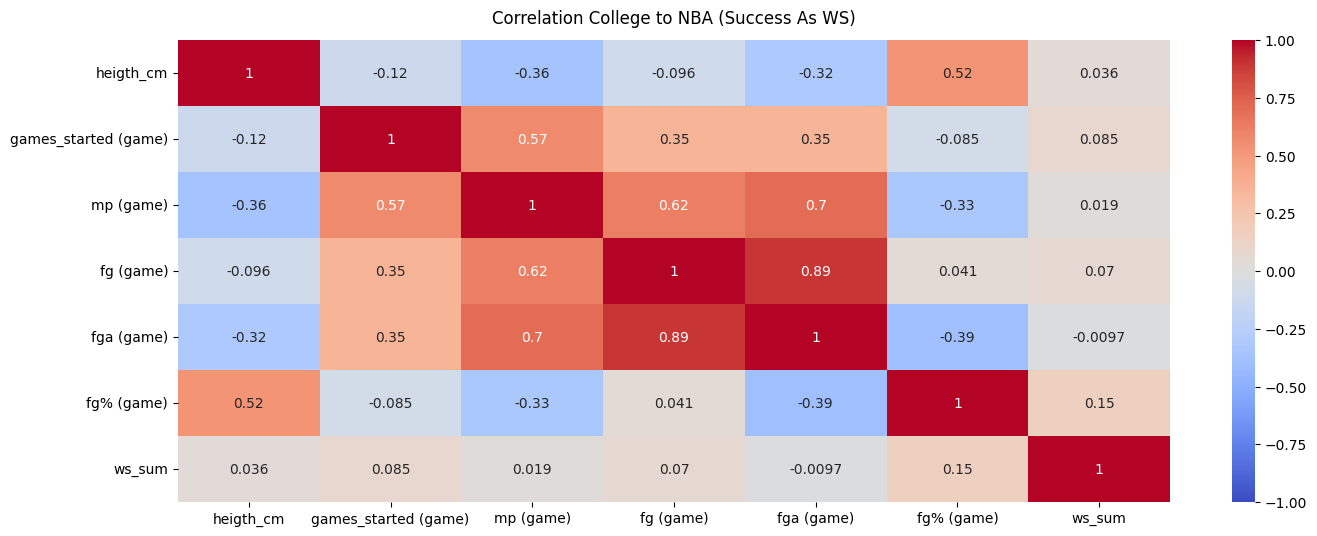 Correlation College to NBA (Success As WS)
heigth_cm 1 -0.12 -0.36 -0.096 -0.32 0.52 0.036
games_started (game) -0.12 1 0.57 0.35 0.35 -0.085 0.085
mp (game) -0.36 0.57 1 0.62 0.7 -0.33 0.019
fg (game) -0.096 0.35 0.62 1 0.89 0.041 0.07
fga (game) -0.32 0.35 0.7 0.89 1 -0.39 -0.0097
fg% (game) 0.52 -0.085 -0.33 0.041 -0.39 1 0.15
ws_sum 0.036 0.085 0.019 0.07 -0.0097 0.15 1
heigth_cm games_started (game) mp (game) fg (game) fga (game) fg% (game) ws_sum
1.00
0.75
0.50
0.25
0.00
−0.25
−0.50
−0.75
−1.00